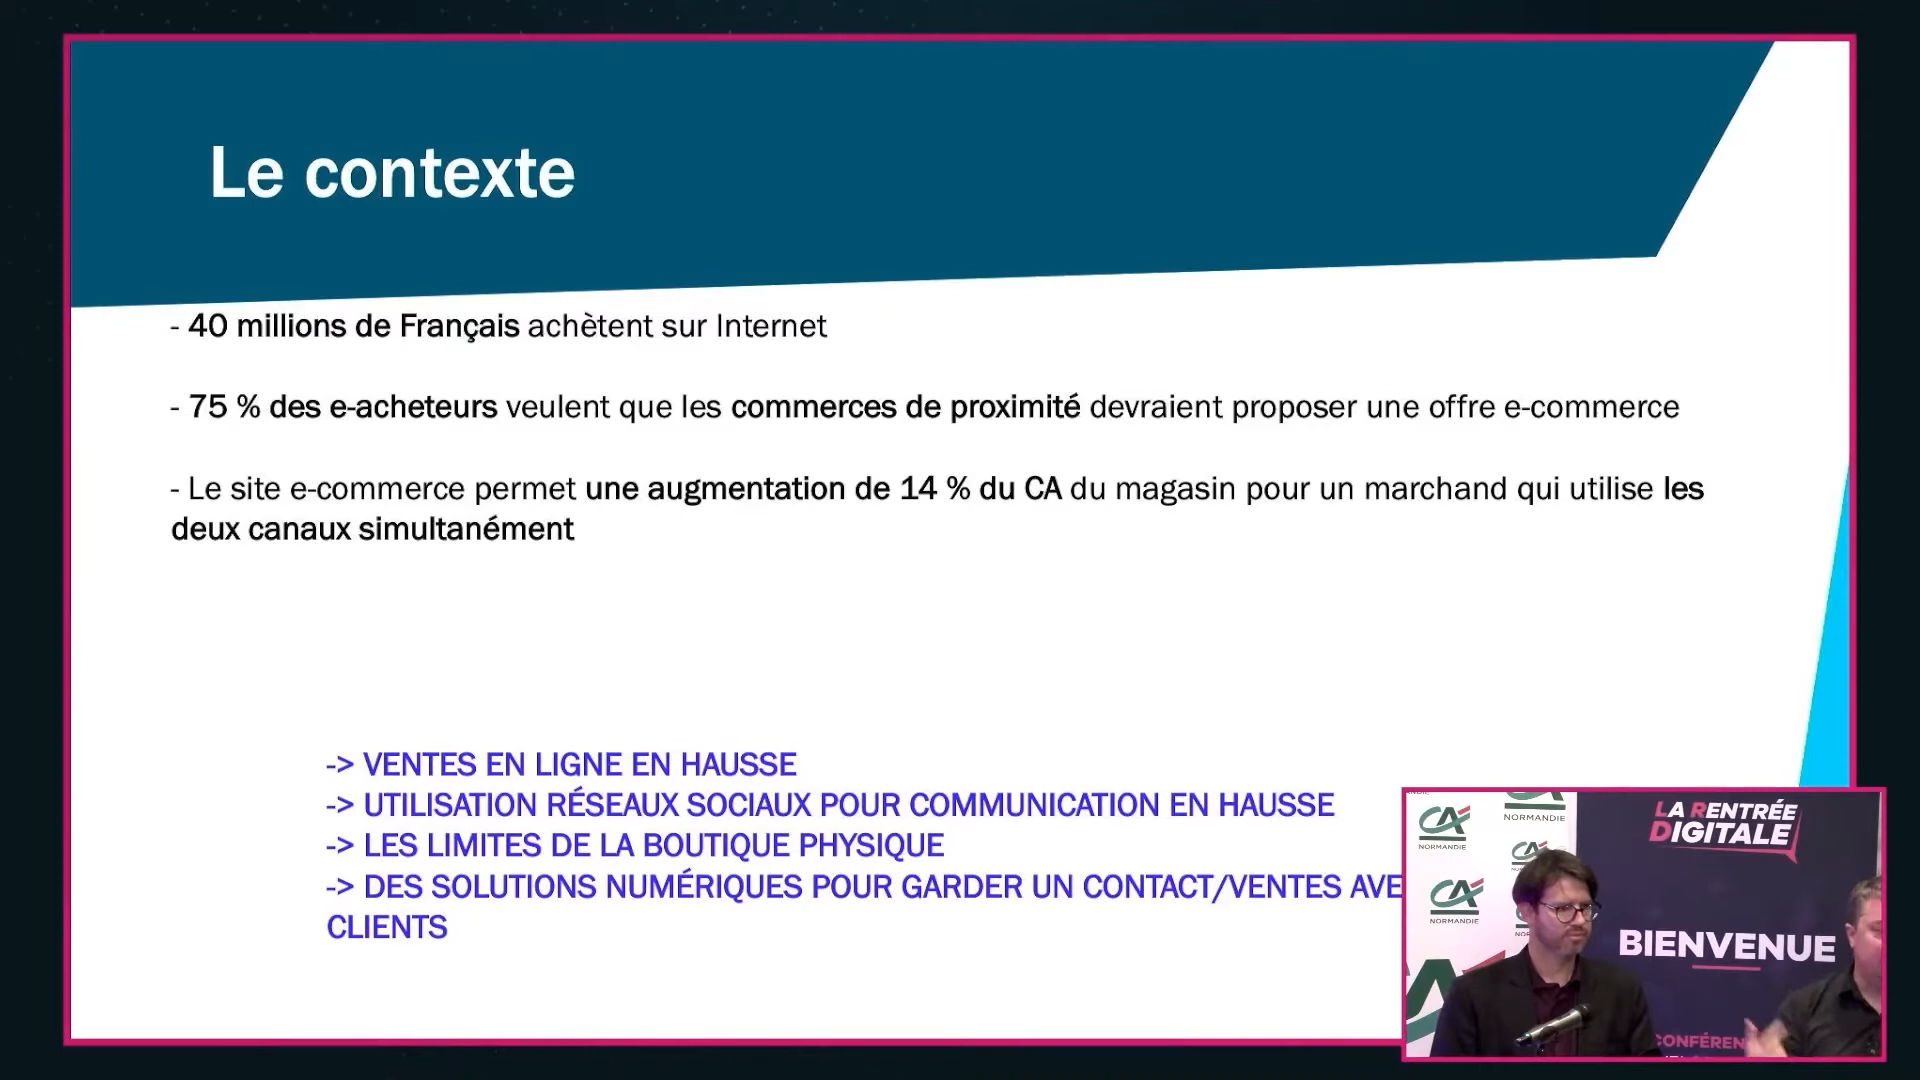 Le contexte
- 40 millions de Français achètent sur Internet
- 75 % des e-acheteurs veulent que les commerces de proximité devraient proposer une offre e-commerce
- Le site e-commerce permet une augmentation de 14 % du CA du magasin pour un marchand qui utilise les
deux canaux simultanément
-> VENTES EN LIGNE EN HAUSSE
-> UTILISATION RÉSEAUX SOCIAUX POUR COMMUNICATION EN HAUSSE
-> LES LIMITES DE LA BOUTIQUE PHYSIQUE
-> DES SOLUTIONS NUMÉRIQUES POUR GARDER UN CONTACT/VENTES AVE
CLIENTS
NORMANDIE
NORMANDIE
NORMANDIE
LA RENTRÉE
DIGITALE
BIENVENUE
CONFÉREN